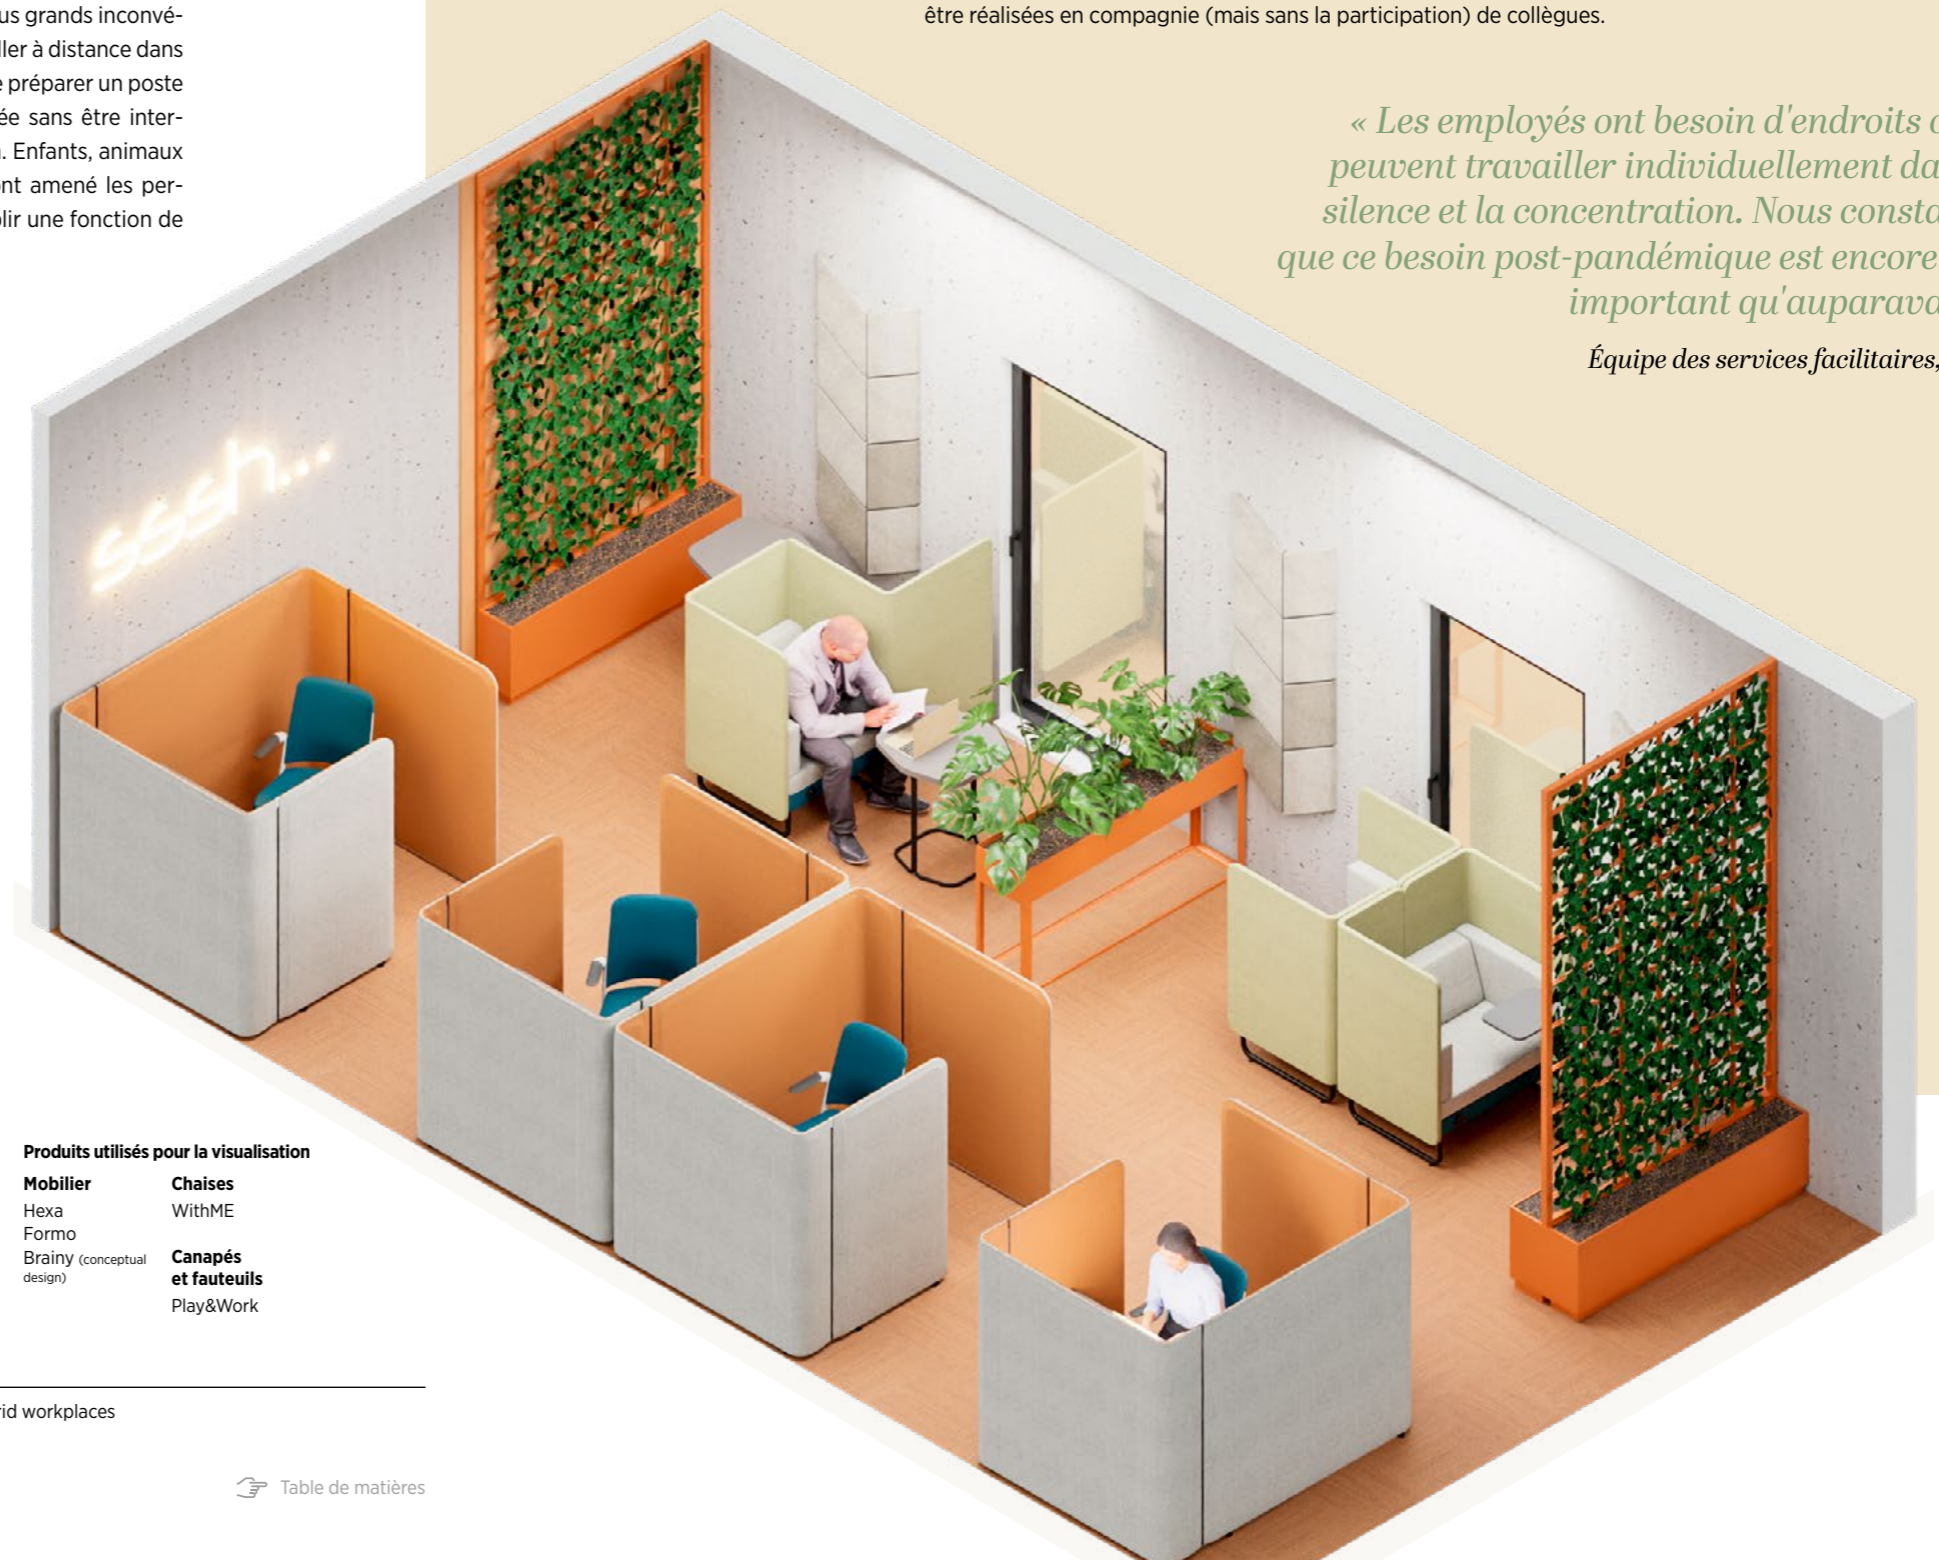 us grands inconvé-
ller à distance dans
e préparer un poste
ée sans être inter-
. Enfants, animaux
ont amené les per-
lir une fonction de
être réalisées en compagnie (mais sans la participation) de collègues.
« Les employés ont besoin d'endroits
peuvent travailler individuellement da
silence et la concentration. Nous consta
que ce besoin post-pandémique est encore
important qu'auparava
Équipe des services facilitaires,
sssh...
Produits utilisés pour la visualisation
Mobilier
Hexa
Formo
Brainy (conceptual
design)
Chaises
WithME
Canapés
et fauteuils
Play&Work
rid workplaces
Table de matières